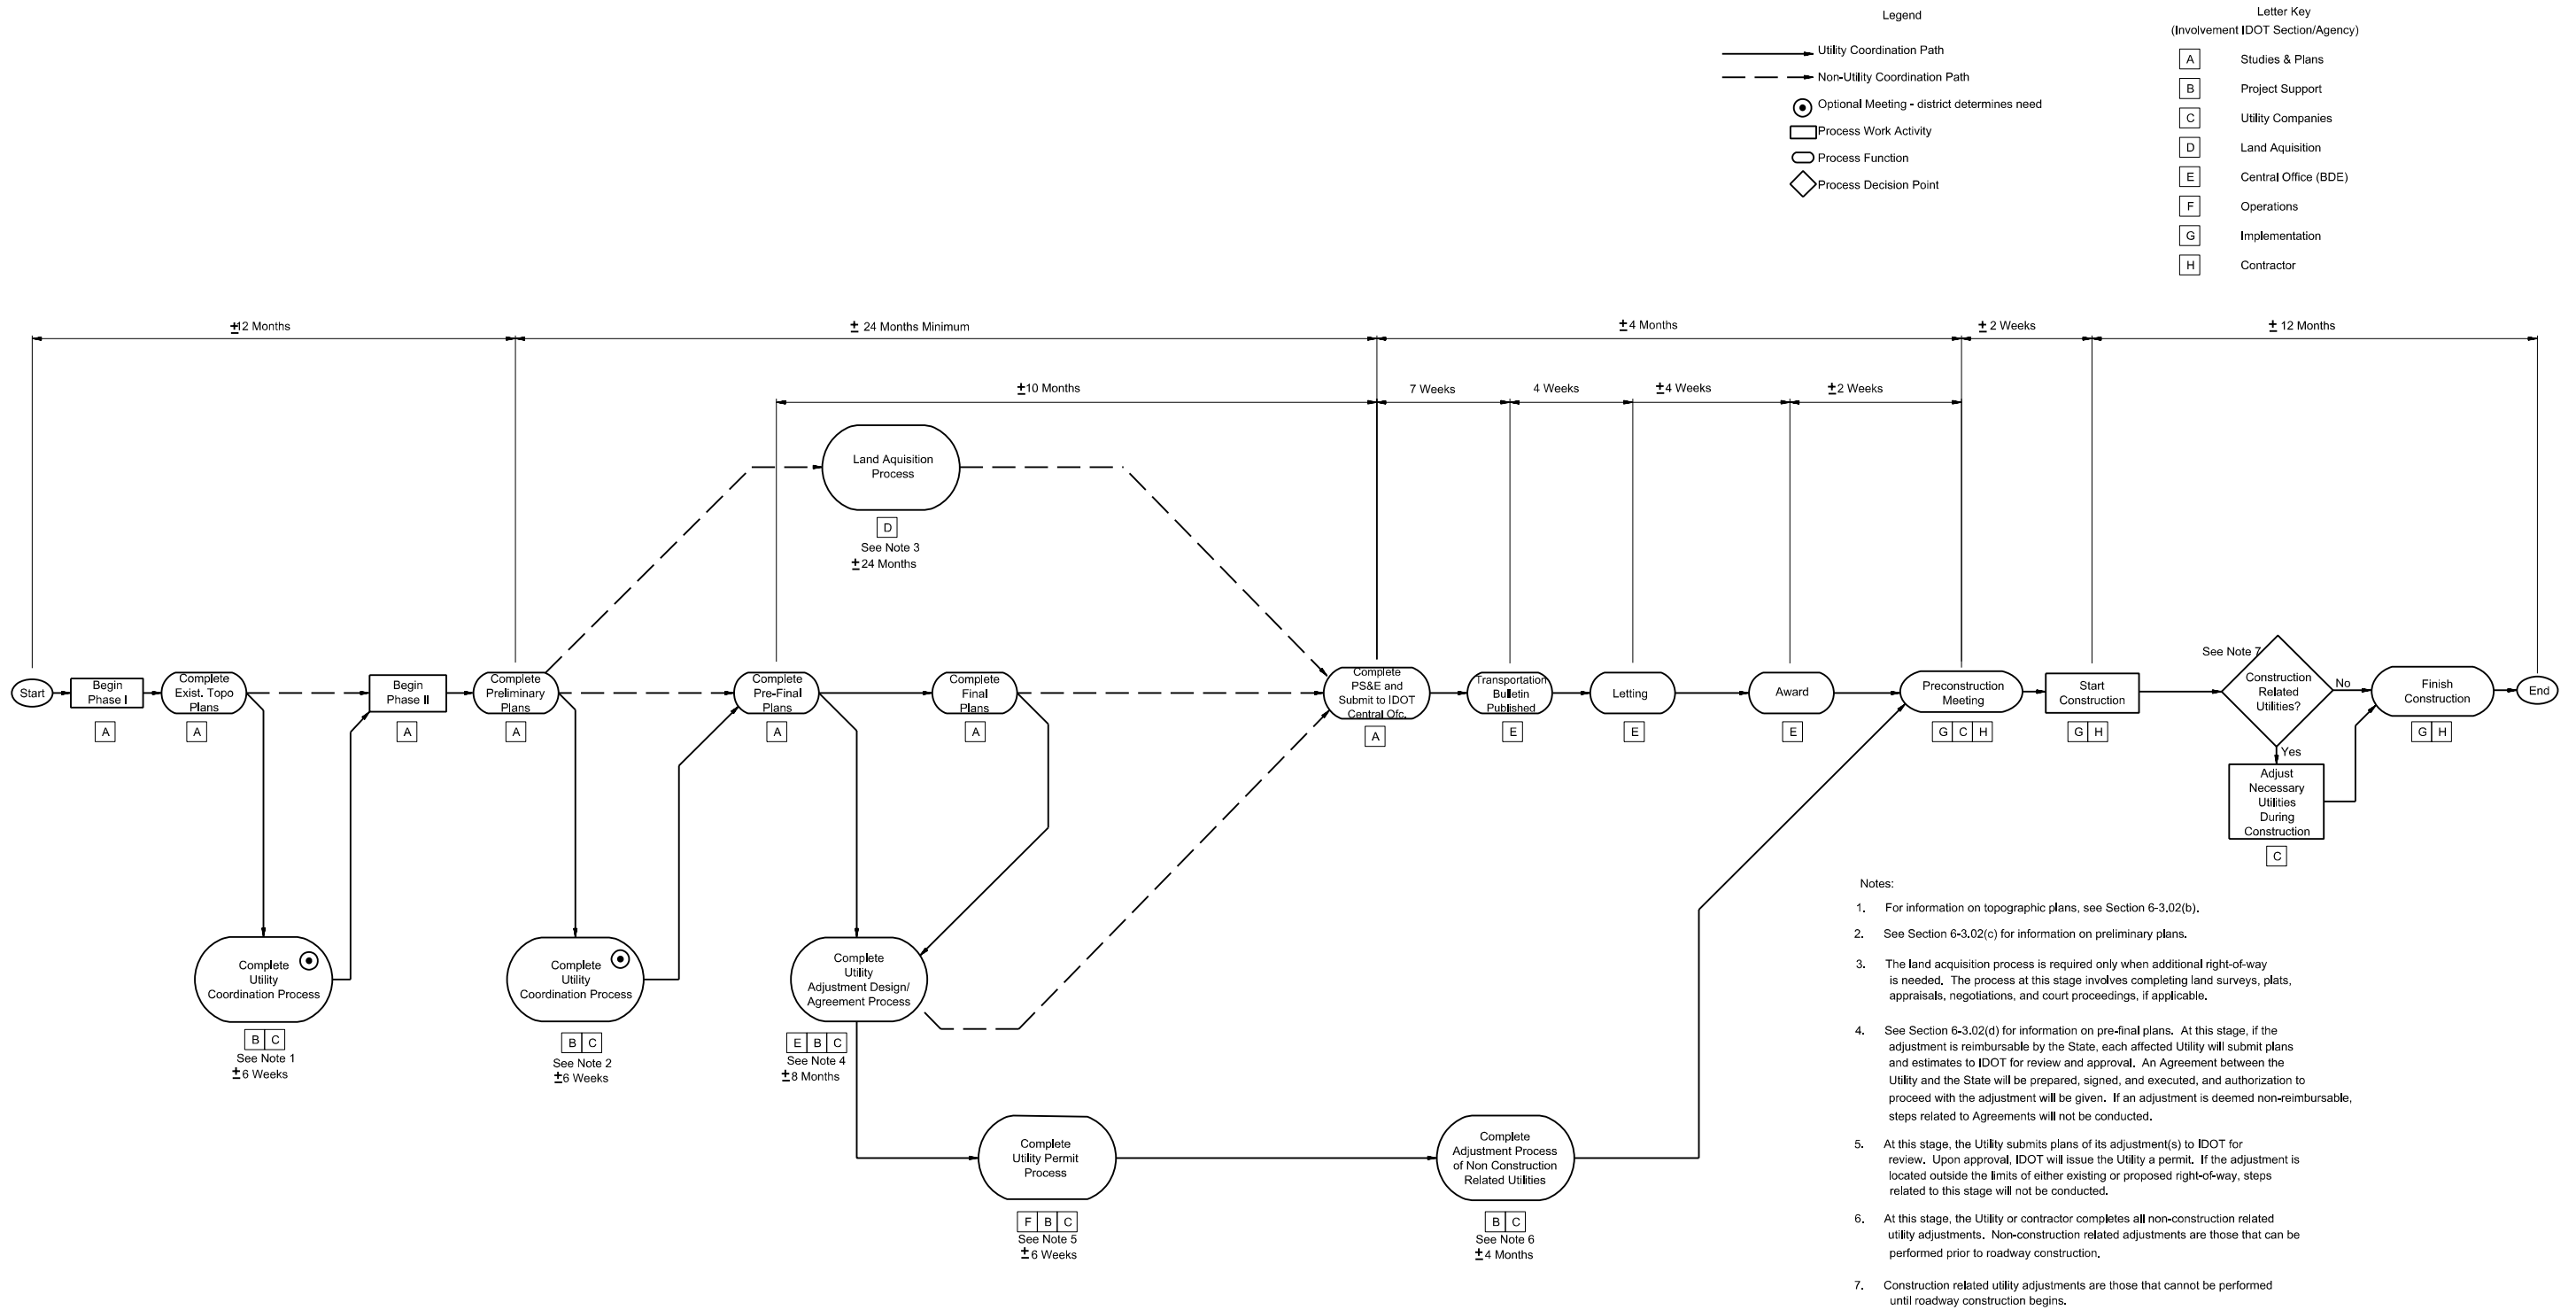 Legend
Utility Coordination Path
Non-Utility Coordination Path
Optional Meeting - district determines need
Process Work Activity
Process Function
Process Decision Point
Letter Key
(Involvement IDOT Section/Agency)
A Studies & Plans
B Project Support
C Utility Companies
D Land Aquisition
E Central Office (BDE)
F Operations
G Implementation
H Contractor
±12 Months
± 24 Months Minimum
±4 Months
± 2 Weeks
± 12 Months
±10 Months
7 Weeks
4 Weeks
±4 Weeks
±2 Weeks
Land Aquisition
Process
D
See Note 3
±24 Months
Start
Begin
Phase I
A
Complete
Exist. Topo
Plans
A
Begin
Phase II
A
Complete
Preliminary
Plans
A
Complete
Pre-Final
Plans
A
Complete
Final
Plans
A
Complete
PS&E and
Submit to IDOT
Central Ofc.
A
Transportation
Bulletin
Published
E
Letting
E
Award
E
Preconstruction
Meeting
G C H
Start
Construction
G H
See Note 7
Construction
Related
Utilities?
No
Yes
Finish
Construction
G H
End
Adjust
Necessary
Utilities
During
Construction
C
Complete
Utility
Coordination Process
B C
See Note 1
±6 Weeks
Complete
Utility
Coordination Process
B C
See Note 2
±6 Weeks
Complete
Utility
Adjustment Design/
Agreement Process
E B C
See Note 4
±8 Months
Complete
Utility Permit
Process
F B C
See Note 5
±6 Weeks
Complete
Adjustment Process
of Non Construction
Related Utilities
B C
See Note 6
±4 Months
Notes:
1. For information on topographic plans, see Section 6-3.02(b).
2. See Section 6-3.02(c) for information on preliminary plans.
3. The land acquisition process is required only when additional right-of-way
is needed. The process at this stage involves completing land surveys, plats,
appraisals, negotiations, and court proceedings, if applicable.
4. See Section 6-3.02(d) for information on pre-final plans. At this stage, if the
adjustment is reimbursable by the State, each affected Utility will submit plans
and estimates to IDOT for review and approval. An Agreement between the
Utility and the State will be prepared, signed, and executed, and authorization to
proceed with the adjustment will be given. If an adjustment is deemed non-reimbursable,
steps related to Agreements will not be conducted.
5. At this stage, the Utility submits plans of its adjustment(s) to IDOT for
review. Upon approval, IDOT will issue the Utility a permit. If the adjustment is
located outside the limits of either existing or proposed right-of-way, steps
related to this stage will not be conducted.
6. At this stage, the Utility or contractor completes all non-construction related
utility adjustments. Non-construction related adjustments are those that can be
performed prior to roadway construction.
7. Construction related utility adjustments are those that cannot be performed
until roadway construction begins.